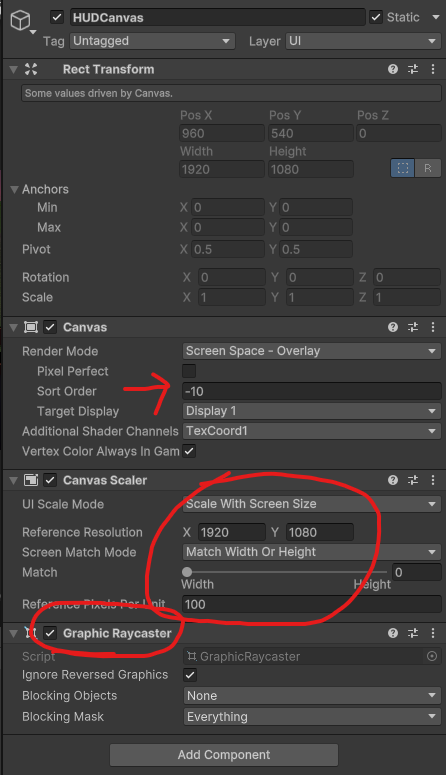 HUDCanvas Static
Tag Untagged Layer UI
Rect Transform
Some values driven by Canvas.
Pos X Pos Y Pos Z
960 540 0
Width Height
1920 1080 R
Anchors
Min X 0 Y 0
Max X 0 Y 0
Pivot X 0.5 Y 0.5
Rotation X 0 Y 0 Z 0
Scale X 1 Y 1 Z 1
Canvas
Render Mode Screen Space - Overlay
Pixel Perfect
Sort Order -10
Target Display Display 1
Additional Shader Channels TexCoord1
Vertex Color Always In Gam
Canvas Scaler
UI Scale Mode Scale With Screen Size
Reference Resolution X 1920 Y 1080
Screen Match Mode Match Width Or Height
Match 0
Width Height
Reference Pixels Per Unit 100
Graphic Raycaster
Script GraphicRaycaster
Ignore Reversed Graphics
Blocking Objects None
Blocking Mask Everything
Add Component